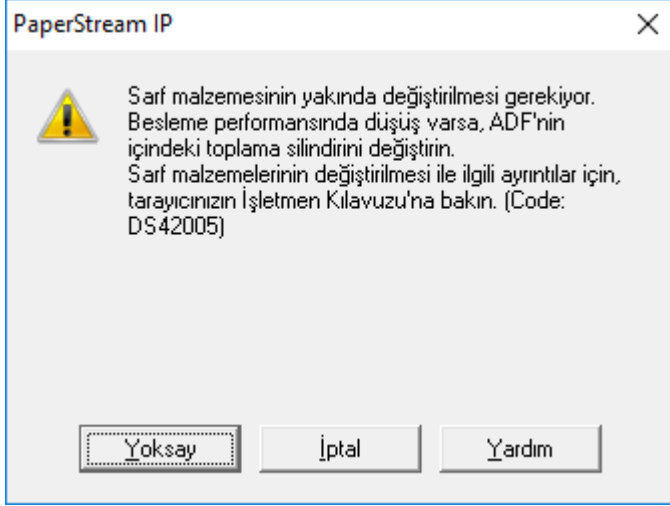 PaperStream IP
Sarf malzemesinin yakında değiştirilmesi gerekiyor.
Besleme performansında düşüş varsa, ADF'nin
içindeki toplama silindirini değiştirin.
Sarf malzemelerinin değiştirilmesi ile ilgili ayrıntılar için,
tarayıcınızın İşletmen Kılavuzu'na bakın. (Code:
DS42005)
Yoksay
İptal
Yardım